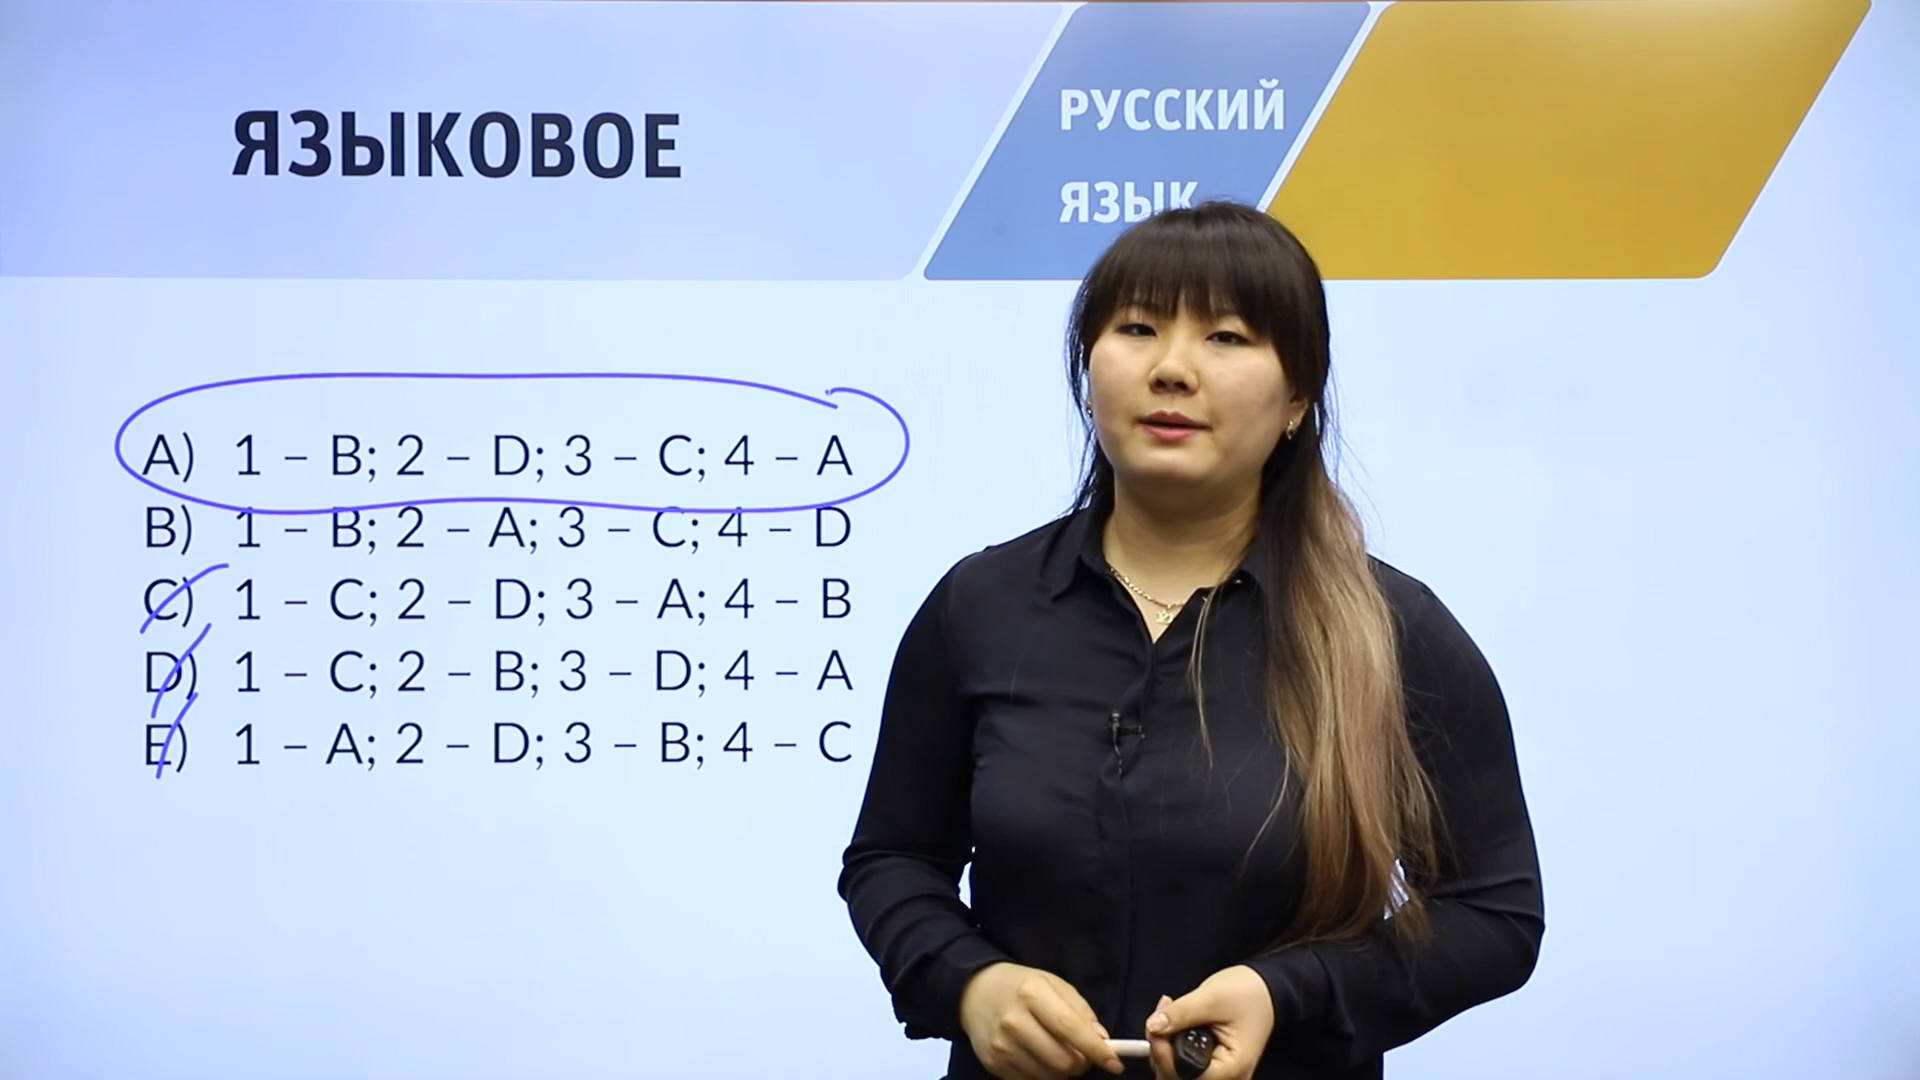 ЯЗЫКОВОЕ
РУССКИЙ
ЯЗЫК
A) 1 – B; 2 – D; 3 – C; 4 – A
B) 1 – B; 2 – A; 3 – C; 4 – D
C) 1 – C; 2 – D; 3 – A; 4 – B
D) 1 – C; 2 – B; 3 – D; 4 – A
E) 1 – A; 2 – D; 3 – B; 4 – C